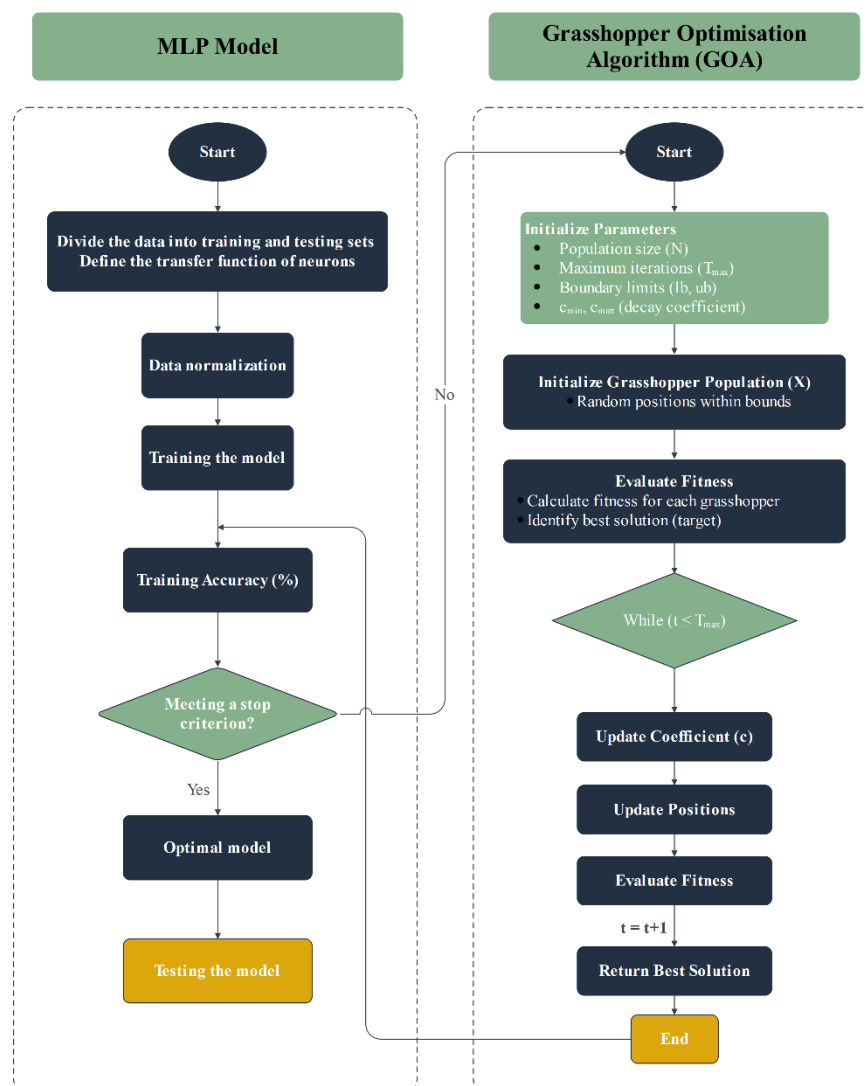 MLP Model
Start
Divide the data into training and testing sets
Define the transfer function of neurons
Data normalization
Training the model
Training Accuracy (%)
Meeting a stop
criterion?
Yes
No
Optimal model
Testing the model
Grasshopper Optimisation
Algorithm (GOA)
Start
Initialize Parameters
• Population size (N)
• Maximum iterations (Tmax)
• Boundary limits (lb, ub)
• cmin, cmax (decay coefficient)
Initialize Grasshopper Population (X)
• Random positions within bounds
Evaluate Fitness
• Calculate fitness for each grasshopper
• Identify best solution (target)
While (t < Tmax)
Update Coefficient (c)
Update Positions
Evaluate Fitness
t = t+1
Return Best Solution
End